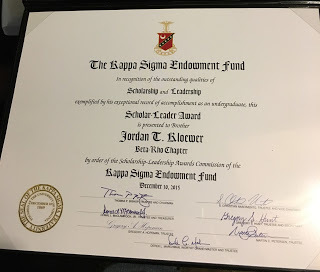 The Kappa Sigma Endowment Fund
In recognition of the outstanding qualities of
Scholarship and Leadership
exemplified by his exceptional record of accomplishment as an undergraduate, this
Scholar-Leader Award
is presented to Brother
Jordan T. Kloewer
Beta-Rho Chapter
by order of the Scholarship-Leadership Awards Commission of the
Kappa Sigma Endowment Fund
December 10, 2015